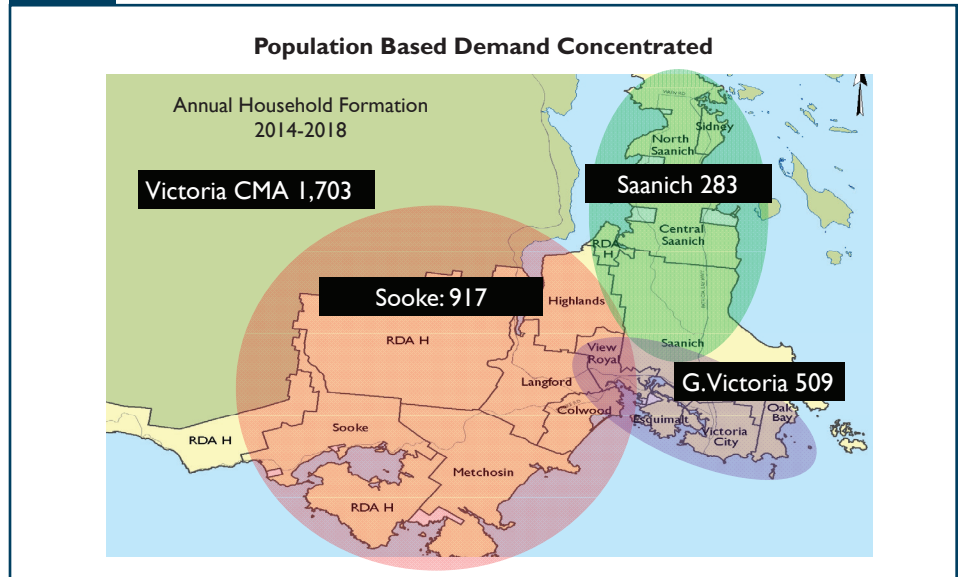 Population Based Demand Concentrated
Annual Household Formation
2014-2018
Victoria CMA 1,703
Saanich 283
Sooke: 917
G.Victoria 509
North
Saanich
Sidney
Central
Saanich
RDA
H
Highlands
RDA H
View
Royal
Saanich
Langford
Colwood
Esquimalt
Victoria
City
Oak
Bay
RDA H
Sooke
Metchosin
RDA H